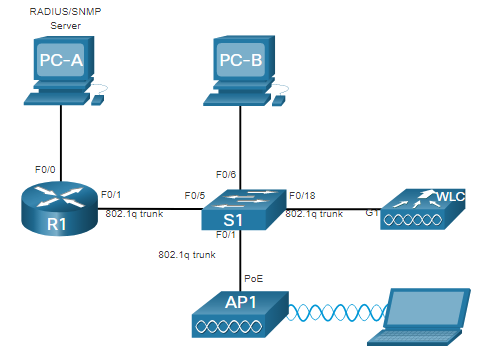 RADIUS/SNMP
Server
PC-A
PC-B
F0/0
F0/6
F0/1
F0/5
F0/18
WLC
802.1q trunk
802.1q trunk
G1
R1
S1
F0/1
802.1q trunk
PoE
AP1